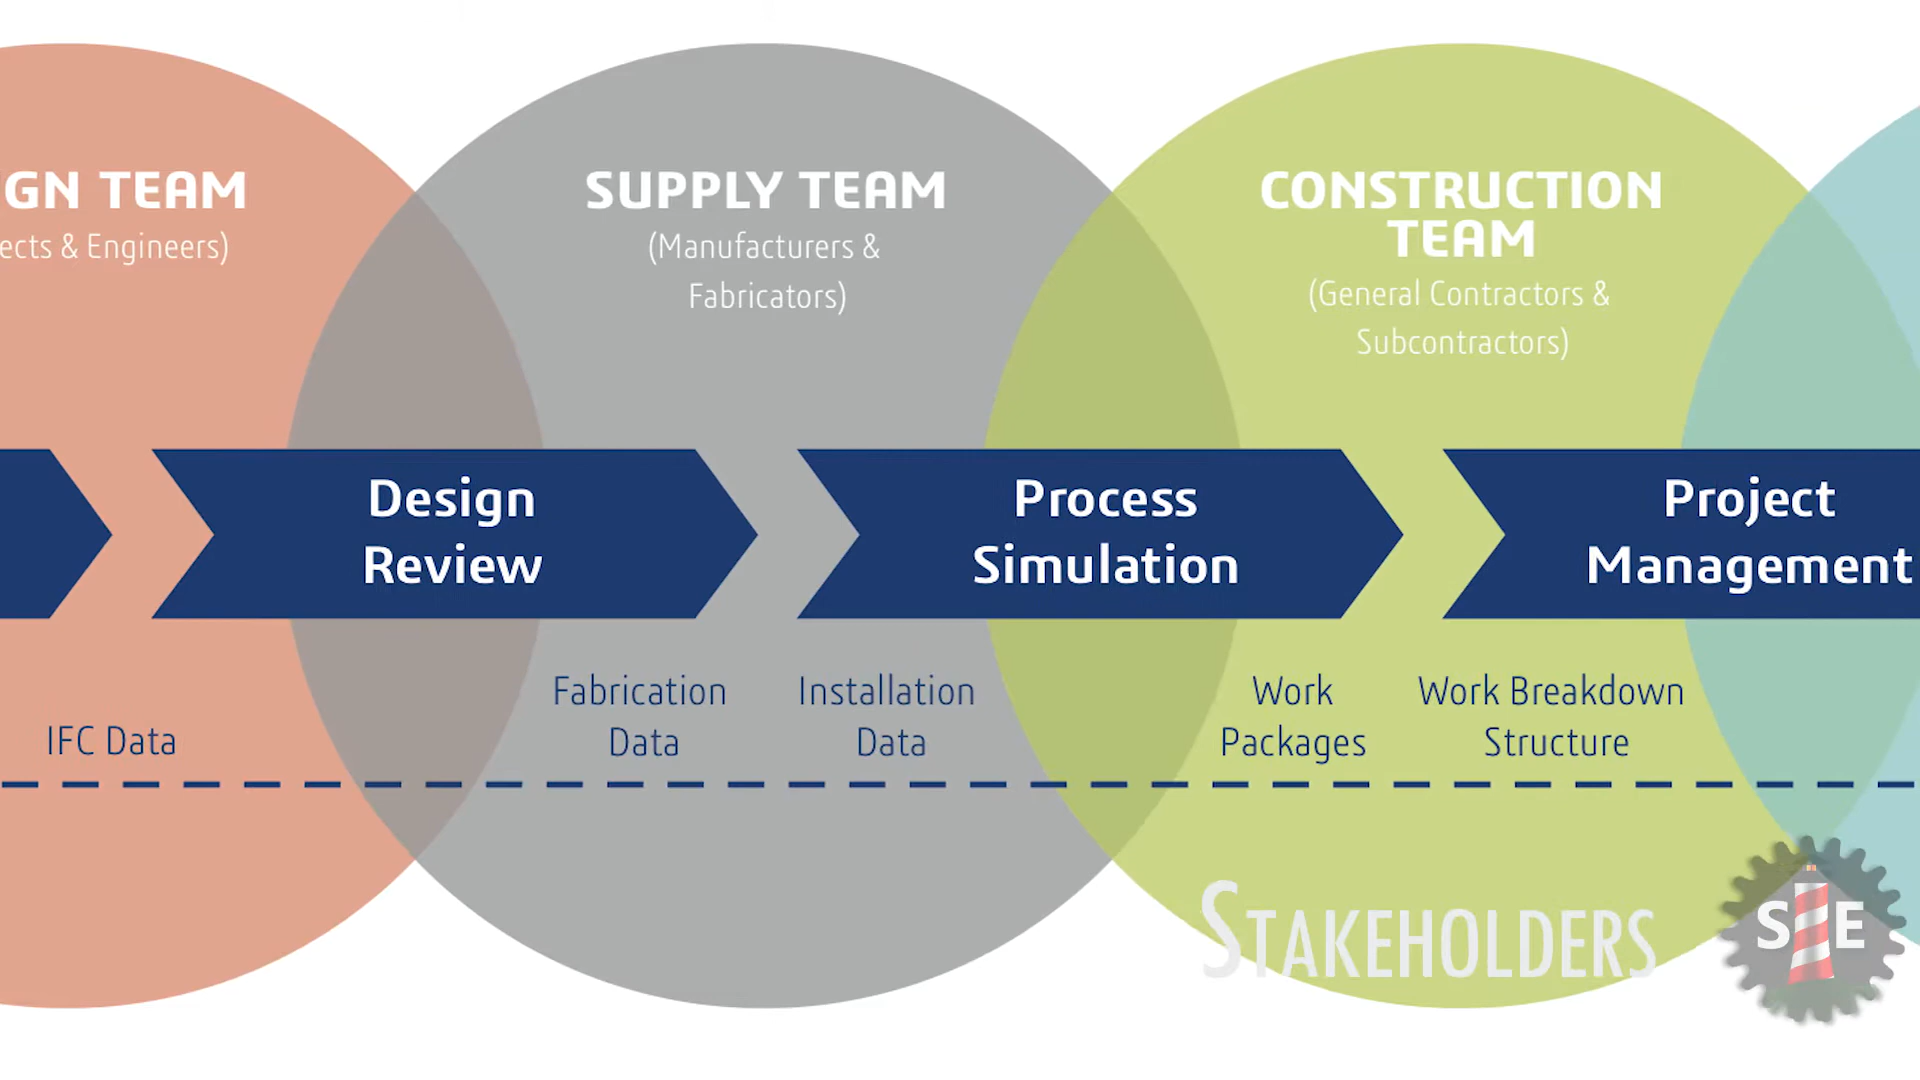 GN TEAM
ects & Engineers)
SUPPLY TEAM
(Manufacturers &
Fabricators)
CONSTRUCTION
TEAM
(General Contractors &
Subcontractors)
Design
Review
Process
Simulation
Project
Management
IFC Data
Fabrication
Data
Installation
Data
Work
Packages
Work Breakdown
Structure
STAKEHOLDERS
S E